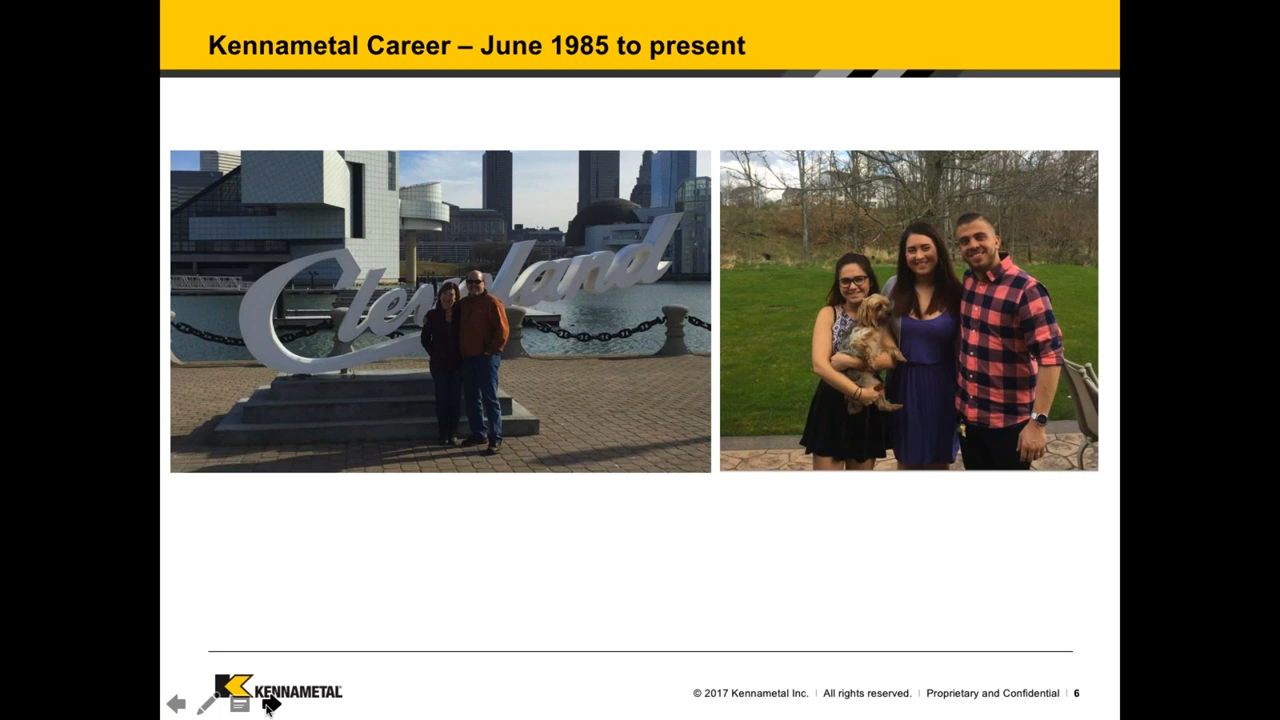 Kennametal Career – June 1985 to present
Cleveland
KENNAMETAL
© 2017 Kennametal Inc. | All rights reserved. | Proprietary and Confidential | 6